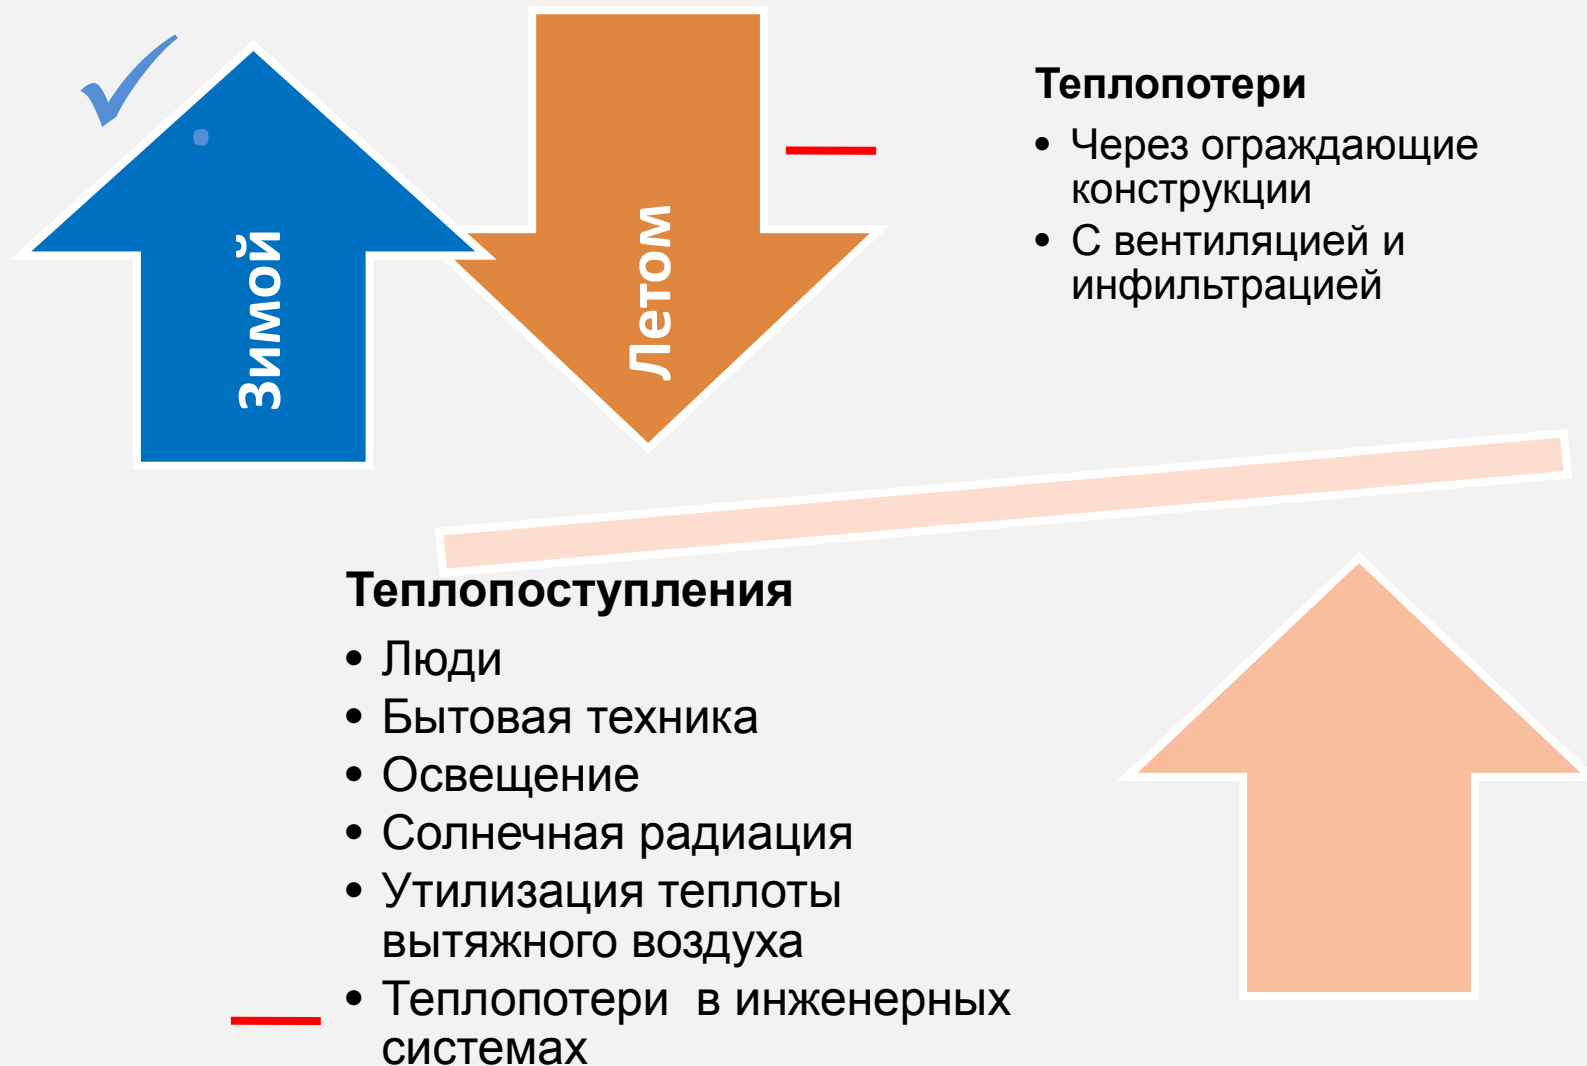 Зимой
Летом
Теплопотери
• Через ограждающие
конструкции
• С вентиляцией и
инфильтрацией
Теплопоступления
• Люди
• Бытовая техника
• Освещение
• Солнечная радиация
• Утилизация теплоты
вытяжного воздуха
• Теплопотери в инженерных
системах